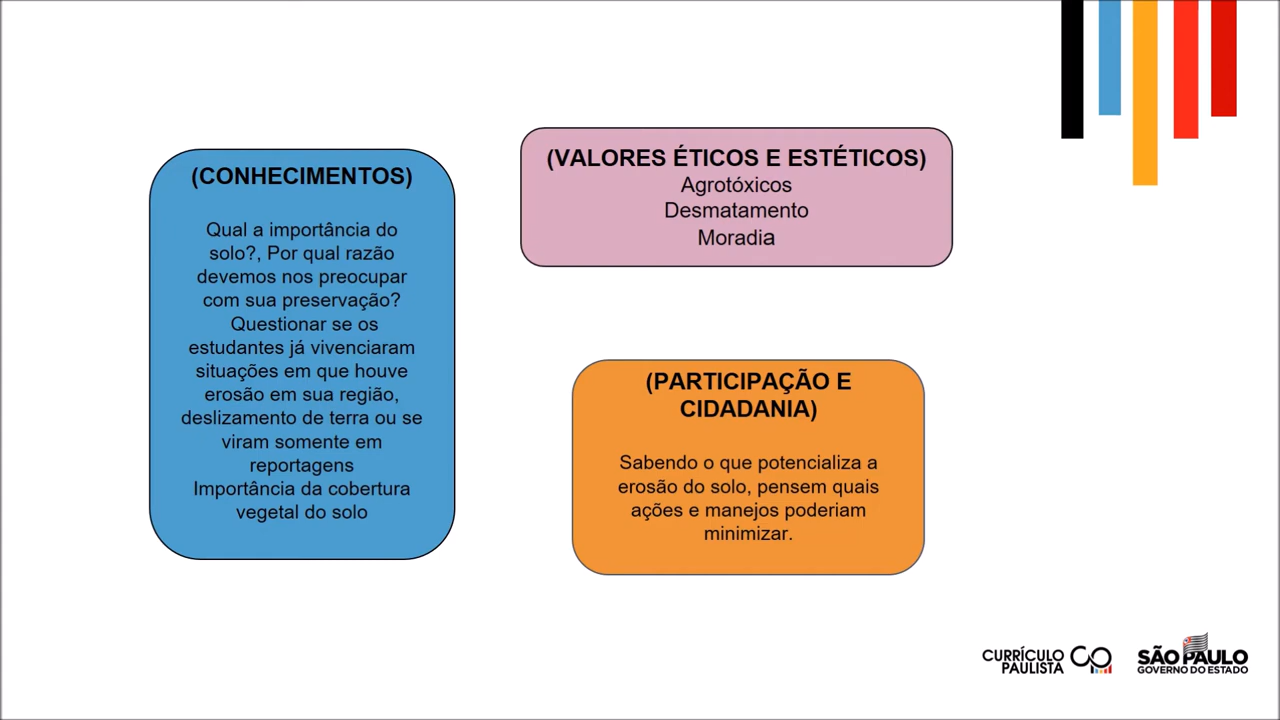 (CONHECIMENTOS)
Qual a importância do
solo?, Por qual razão
devemos nos preocupar
com sua preservação?
Questionar se os
estudantes já vivenciaram
situações em que houve
erosão em sua região,
deslizamento de terra ou se
viram somente em
reportagens
Importância da cobertura
vegetal do solo
(VALORES ÉTICOS E ESTÉTICOS)
Agrotóxicos
Desmatamento
Moradia
(PARTICIPAÇÃO E
CIDADANIA)
Sabendo o que potencializa a
erosão do solo, pensem quais
ações e manejos poderiam
minimizar.
CURRÍCULO
PAULISTA
SÃO PAULO
GOVERNO DO ESTADO